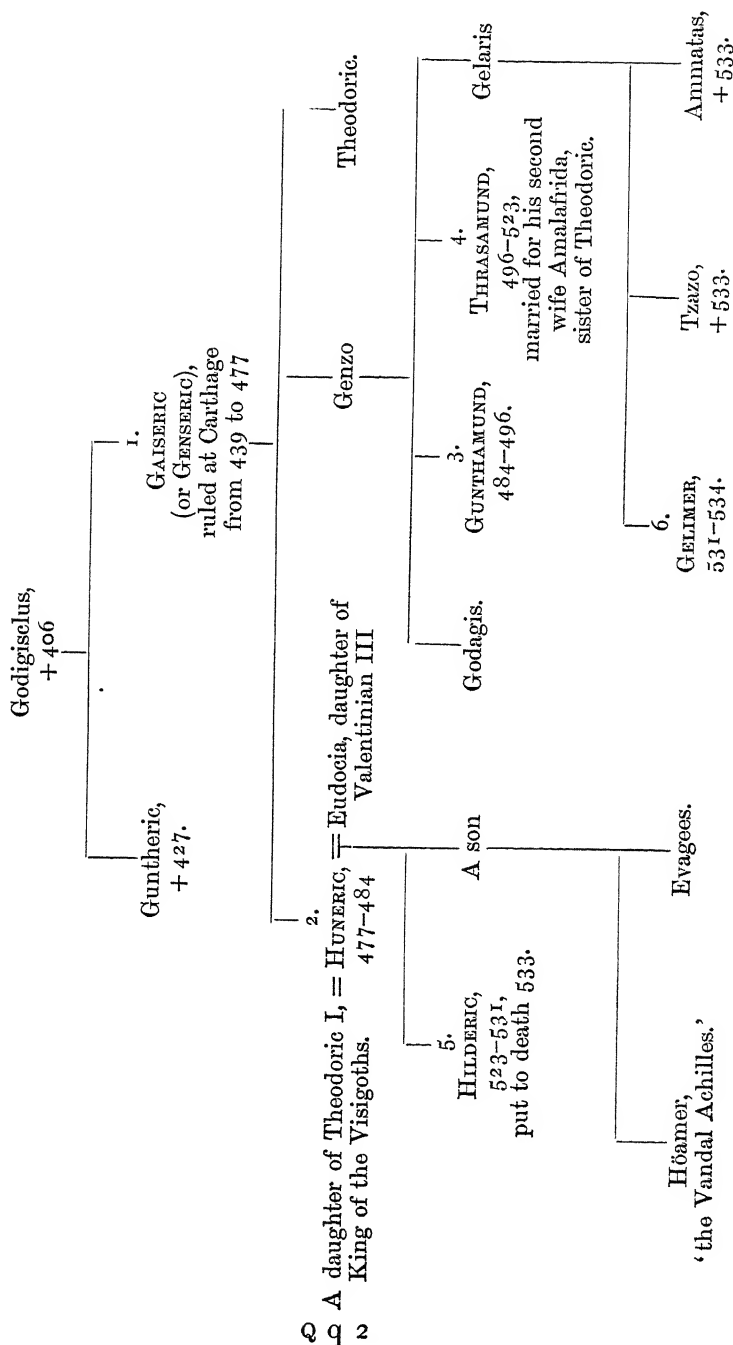 Godigisclus,
+406
Guntheric,
+427.
1.
GAISERIC
(or GENSERIC),
ruled at Carthage
from 439 to 477
2.
A daughter of Theodoric I, = HUNERIC, = Eudocia, daughter of
King of the Visigoths.
477–484
Valentinian III
Genzo
Theodoric.
5.
HILDERIC,
523–531,
put to death 533.
A son
Godagis.
3.
GUNTHAMUND,
484–496.
4.
THRASAMUND,
496–523,
married for his second
wife Amalafrida,
sister of Theodoric.
Gelaris
Höamer,
'the Vandal Achilles.'
Evagees.
6.
GELIMER,
531–534.
Tzazo,
+533.
Ammatas,
+533.
Q q 2